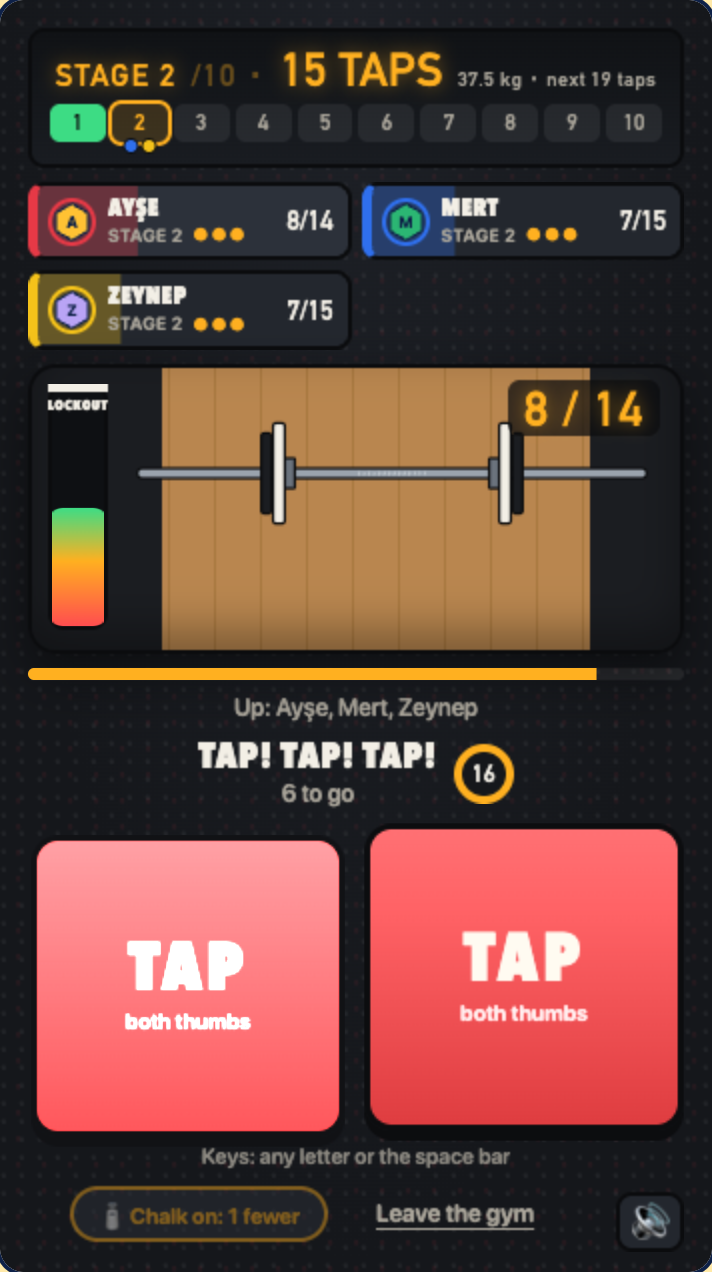 STAGE 2 /10 · 15 TAPS 37.5 kg · next 19 taps
1 2 3 4 5 6 7 8 9 10
A AYŞE STAGE 2 8/14
M MERT STAGE 2 7/15
Z ZEYNEP STAGE 2 7/15
LOCKOUT
8 / 14
Up: Ayşe, Mert, Zeynep
TAP! TAP! TAP!
6 to go
16
TAP
both thumbs
TAP
both thumbs
Keys: any letter or the space bar
Chalk on: 1 fewer
Leave the gym